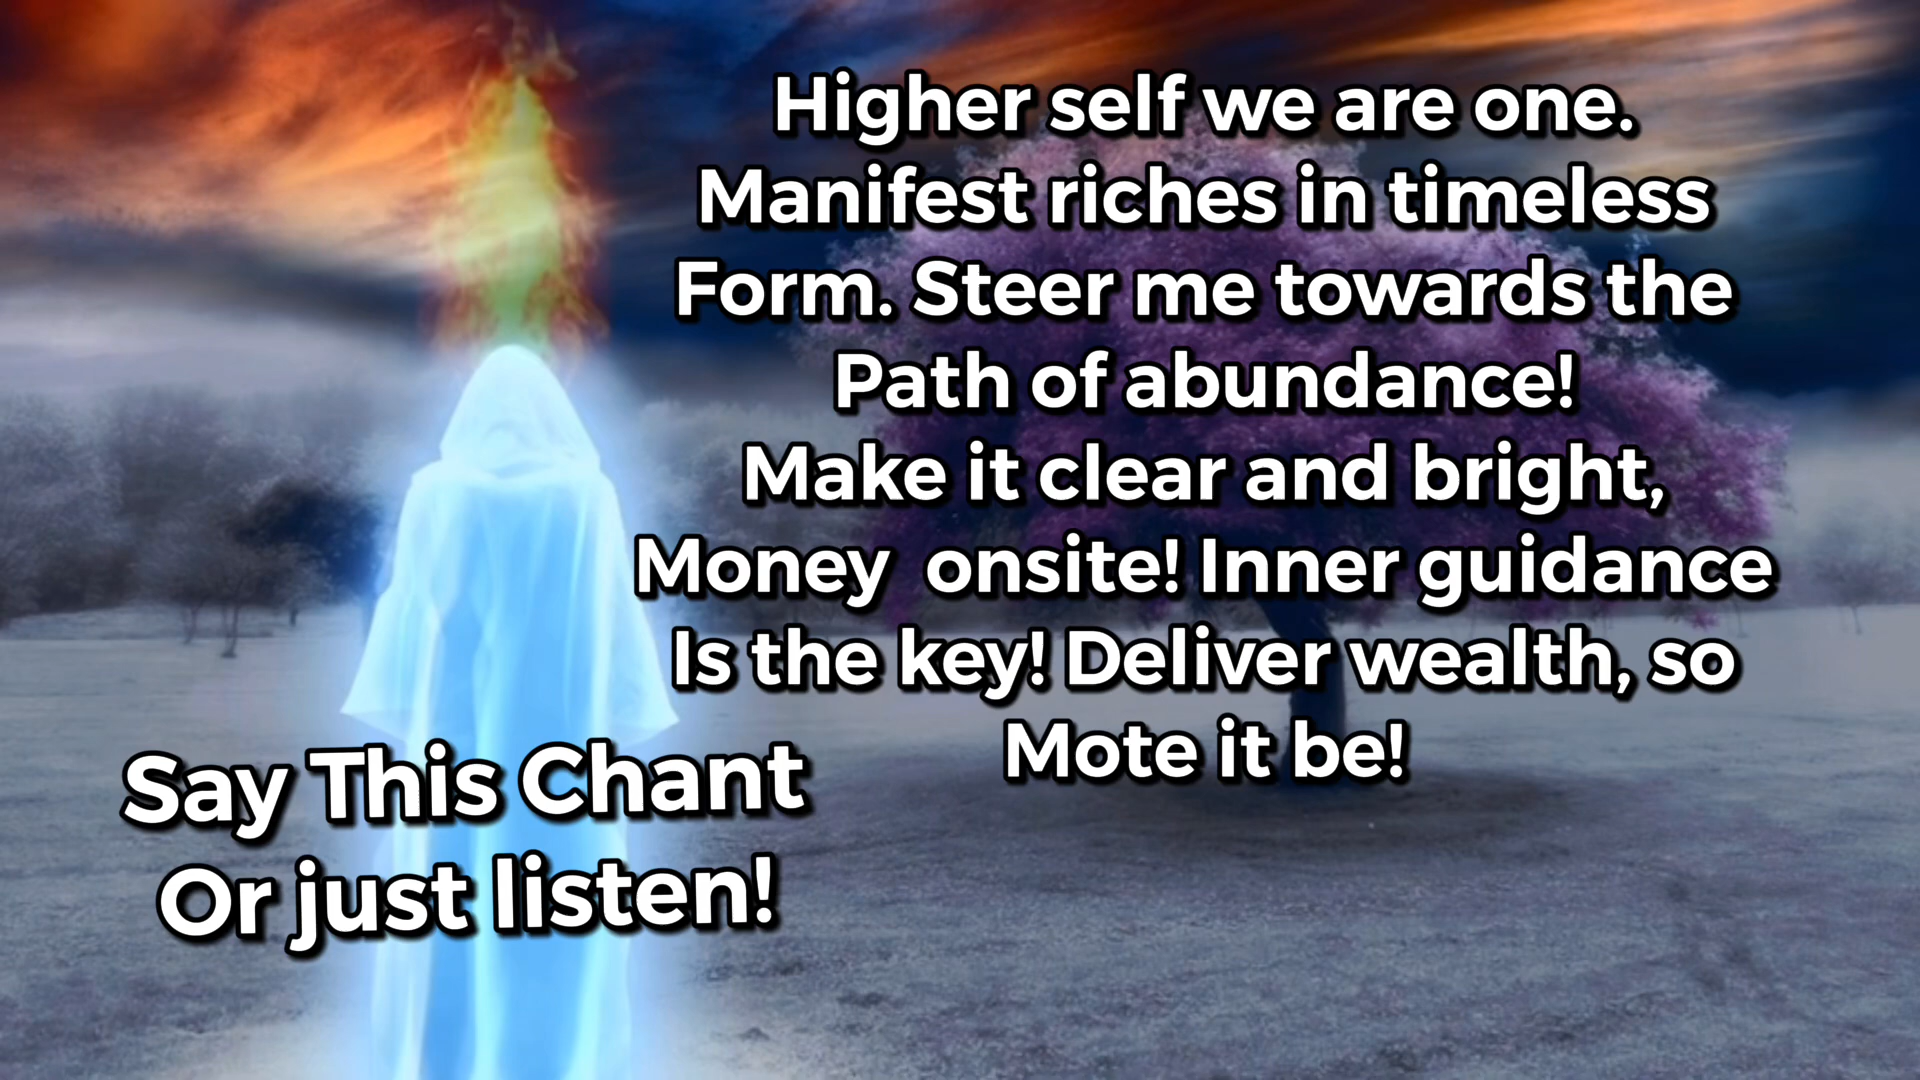 Higher self we are one.
Manifest riches in timeless
Form. Steer me towards the
Path of abundance!
Make it clear and bright,
Money onsite! Inner guidance
Is the key! Deliver wealth, so
Mote it be!
Say This Chant
Or just listen!